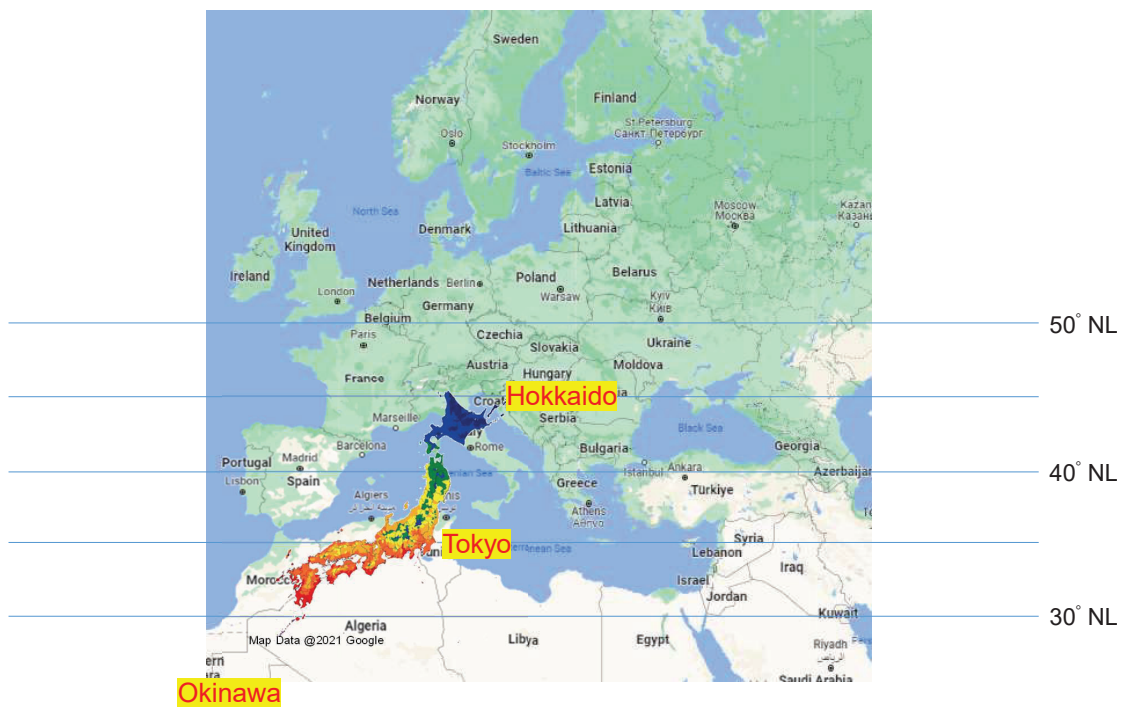 Sweden
Norway
Finland
St Petersburg
Санкт-Петербург
Oslo
Stockholm
Estonia
Baltic Sea
Latvia
Moscow
Москва
Kazan
Казань
North Sea
Denmark
Lithuania
United
Kingdom
Ireland
Netherlands
Berlin
Poland
Belarus
London
Warsaw
Germany
Kyiv
Київ
Belgium
50° NL
Paris
Czechia
Slovakia
Ukraine
Austria
Hungary
Moldova
France
Croat
Hokkaido
Serbia
Marseille
Black Sea
Barcelona
Rome
Bulgaria
Georgia
Portugal
Madrid
Istanbul
Ankara
Azerbaijan
40° NL
Lisbon
Spain
Greece
Türkiye
Algiers
Athens
Αθήνα
Tokyo
Syria
Lebanon
Iraq
Israel
Jordan
Kuwait
30° NL
Algeria
Map Data @2021 Google
Libya
Egypt
Riyadh
الرياض
Saudi Arabia
Okinawa